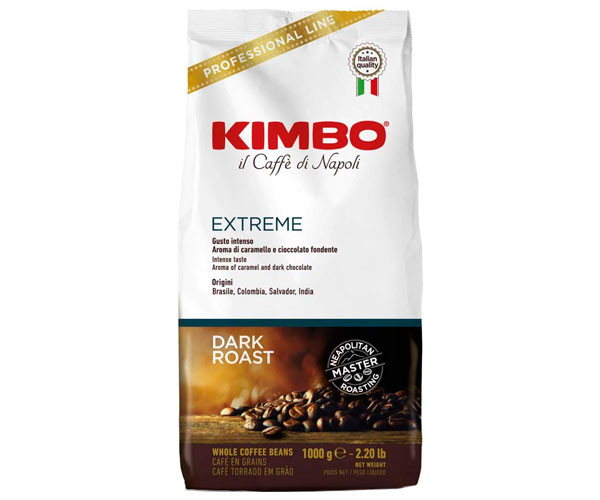 PROFESSIONAL LINE
Italian
quality
KIMBO®
il Caffè di Napoli
EXTREME
Gusto intenso
Aroma di caramello e cioccolato fondente
Intense taste
Aroma of caramel and dark chocolate
Origini
Brasile, Colombia, Salvador, India
DARK
ROAST
NEAPOLITAN
MASTER
ROASTING
WHOLE COFFEE BEANS
CAFÉ EN GRAINS
CAFÉ TORRADO EM GRÃO
1000 g ℮ - 2.20 lb
NET WEIGHT
POIDS NET / PESO LÍQUIDO